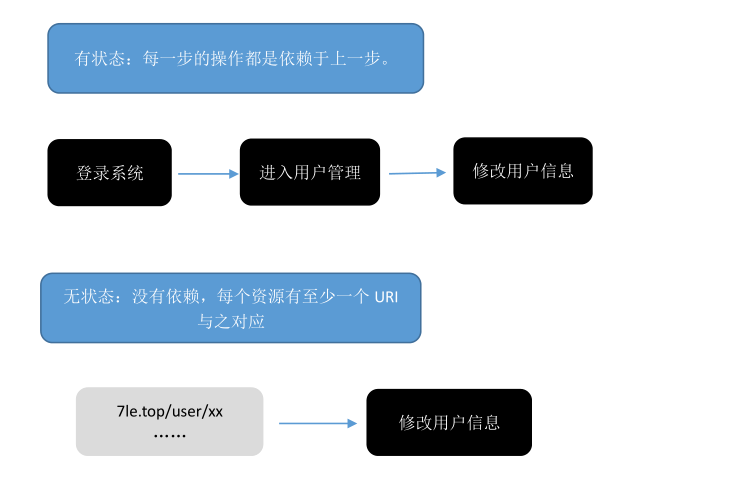 有状态：每一步的操作都是依赖于上一步。
登录系统
进入用户管理
修改用户信息
无状态：没有依赖，每个资源有至少一个 URI
与之对应
7le.top/user/xx
……
修改用户信息